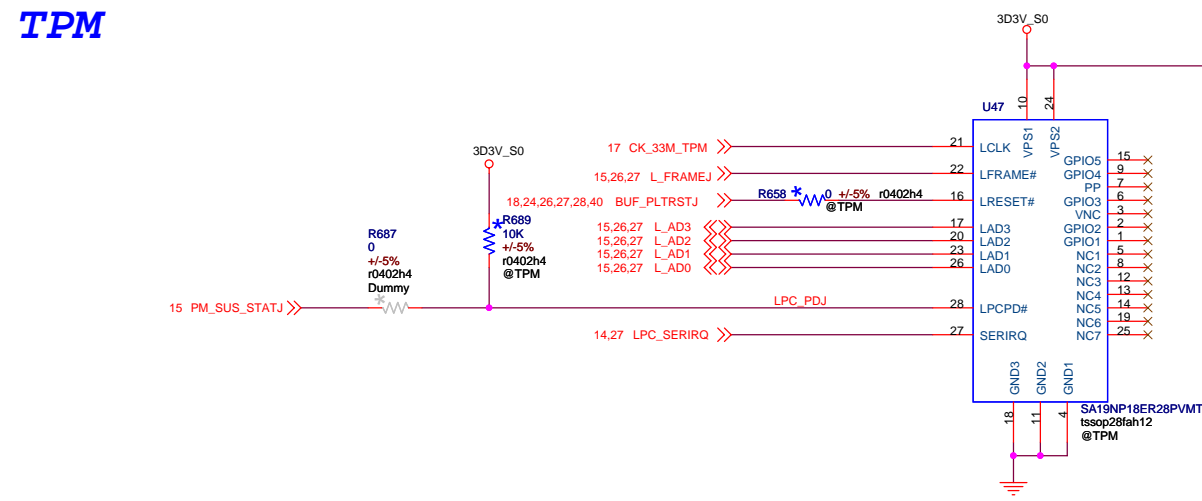 TPM
3D3V_S0
U47
10
24
VPS1
VPS2
17 CK_33M_TPM
21
LCLK
15,26,27 L_FRAMEJ
22
LFRAME#
18,24,26,27,28,40 BUF_PLTRSTJ
R658 * 0 +/-5% r0402h4
@TPM
16
LRESET#
15,26,27 L_AD3
17
LAD3
15,26,27 L_AD2
20
LAD2
15,26,27 L_AD1
23
LAD1
15,26,27 L_AD0
26
LAD0
3D3V_S0
*
R689
10K
+/-5%
r0402h4
@TPM
R687
0
+/-5%
r0402h4
Dummy
*
15 PM_SUS_STATJ
LPC_PDJ
28
LPCPD#
14,27 LPC_SERIRQ
27
SERIRQ
GPIO5 15
GPIO4 9
PP 7
GPIO3 6
VNC 3
GPIO2 2
GPIO1 1
NC1 5
NC2 8
NC3 12
NC4 13
NC5 14
NC6 19
NC7 25
GND3
GND2
GND1
18
11
4
SA19NP18ER28PVMT
tssop28fah12
@TPM